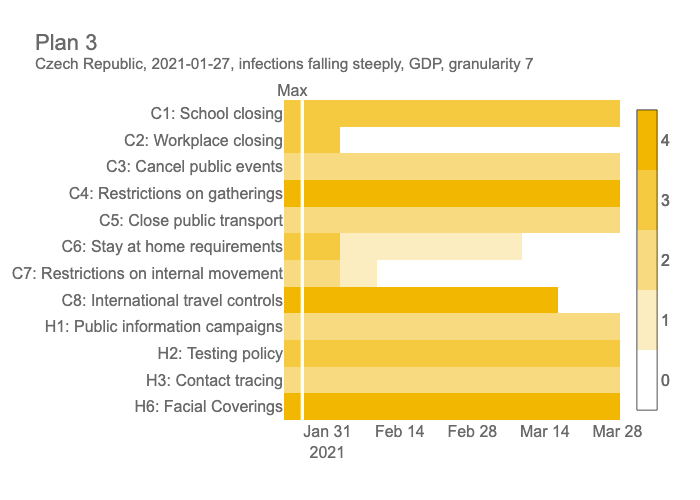 Plan 3
Czech Republic, 2021-01-27, infections falling steeply, GDP, granularity 7
Max
C1: School closing
C2: Workplace closing
C3: Cancel public events
C4: Restrictions on gatherings
C5: Close public transport
C6: Stay at home requirements
C7: Restrictions on internal movement
C8: International travel controls
H1: Public information campaigns
H2: Testing policy
H3: Contact tracing
H6: Facial Coverings
4
3
2
1
0
Jan 31 Feb 14 Feb 28 Mar 14 Mar 28
2021